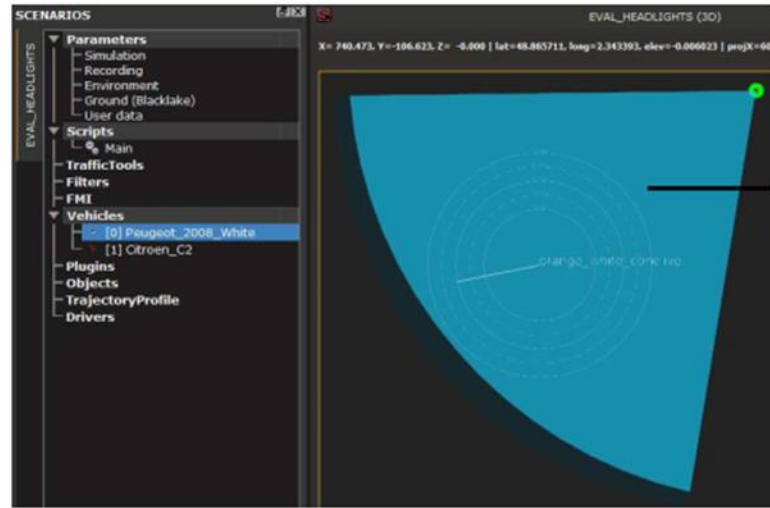 SCENARIOS
EVAL_HEADLIGHTS
Parameters
Simulation
Recording
Environment
Ground (Blacklake)
User data
Scripts
Main
TrafficTools
Filters
FMI
Vehicles
[0] Peugeot_2008_White
[1] Citroen_C2
Plugins
Objects
TrajectoryProfile
Drivers
EVAL_HEADLIGHTS (3D)
X= 740.473, Y=-106.623, Z= -0.000 | lat=48.865711, long=2.343393, elev=-0.006023 | projX=60